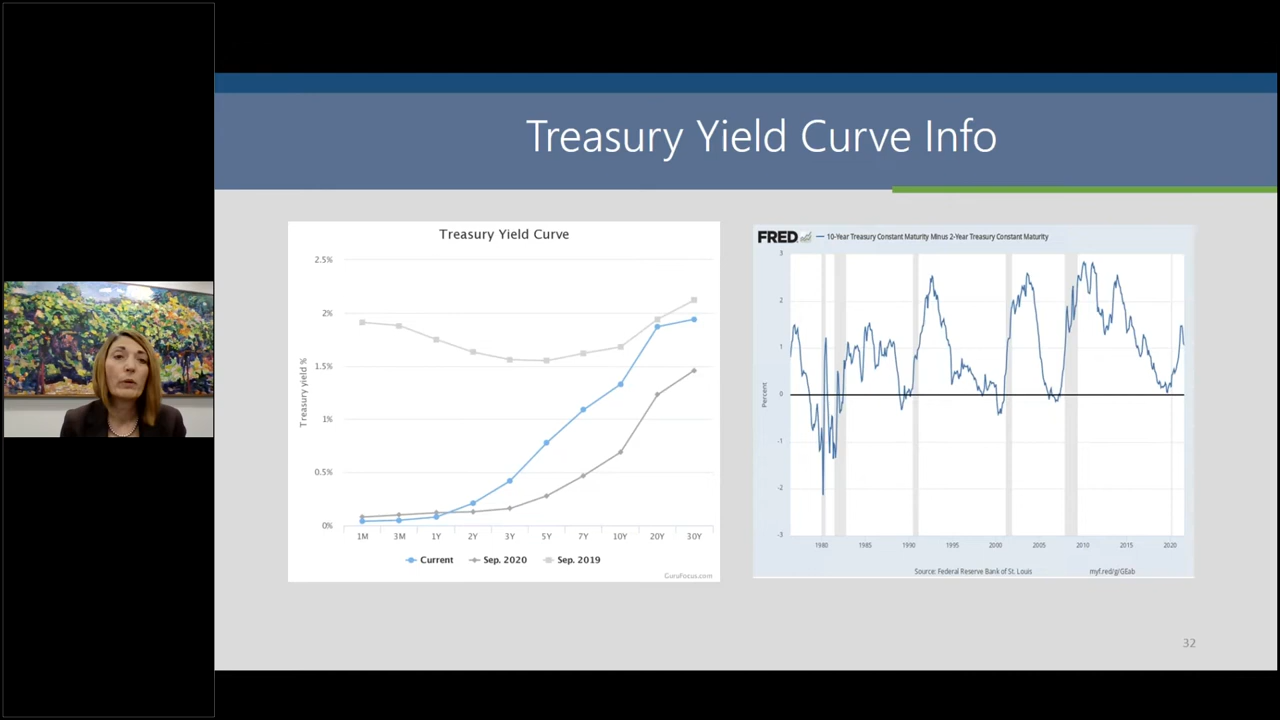 Treasury Yield Curve Info
Treasury Yield Curve
2.5%
2%
1.5%
1%
0.5%
0%
Treasury yield %
1M 3M 1Y 2Y 3Y 5Y 7Y 10Y 20Y 30Y
Current Sep. 2020 Sep. 2019
GuruFocus.com
FRED 10-Year Treasury Constant Maturity Minus 2-Year Treasury Constant Maturity
3
2
1
0
-1
-2
-3
Percent
1980 1985 1990 1995 2000 2005 2010 2015 2020
Source: Federal Reserve Bank of St. Louis myf.red/g/GEab
32